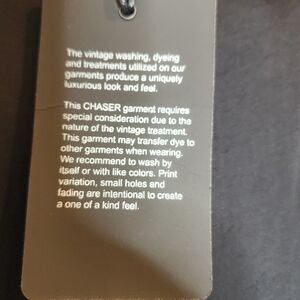 The vintage washing, dyeing
and treatments utilized on our
garments produce a uniquely
luxurious look and feel.
This CHASER garment requires
special consideration due to the
nature of the vintage treatment.
This garment may transfer dye to
other garments when wearing.
We recommend to wash by
itself or with like colors. Print
variation, small holes and
fading are intentional to create
a one of a kind feel.